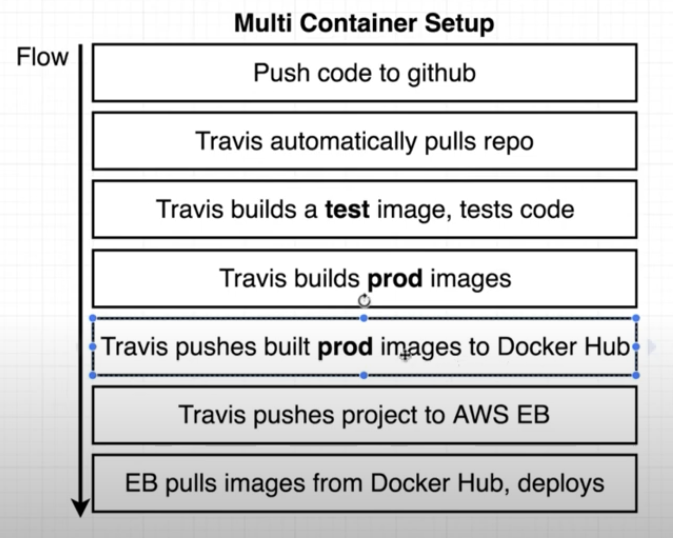 Multi Container Setup
Flow
Push code to github
Travis automatically pulls repo
Travis builds a test image, tests code
Travis builds prod images
Travis pushes built prod images to Docker Hub
Travis pushes project to AWS EB
EB pulls images from Docker Hub, deploys